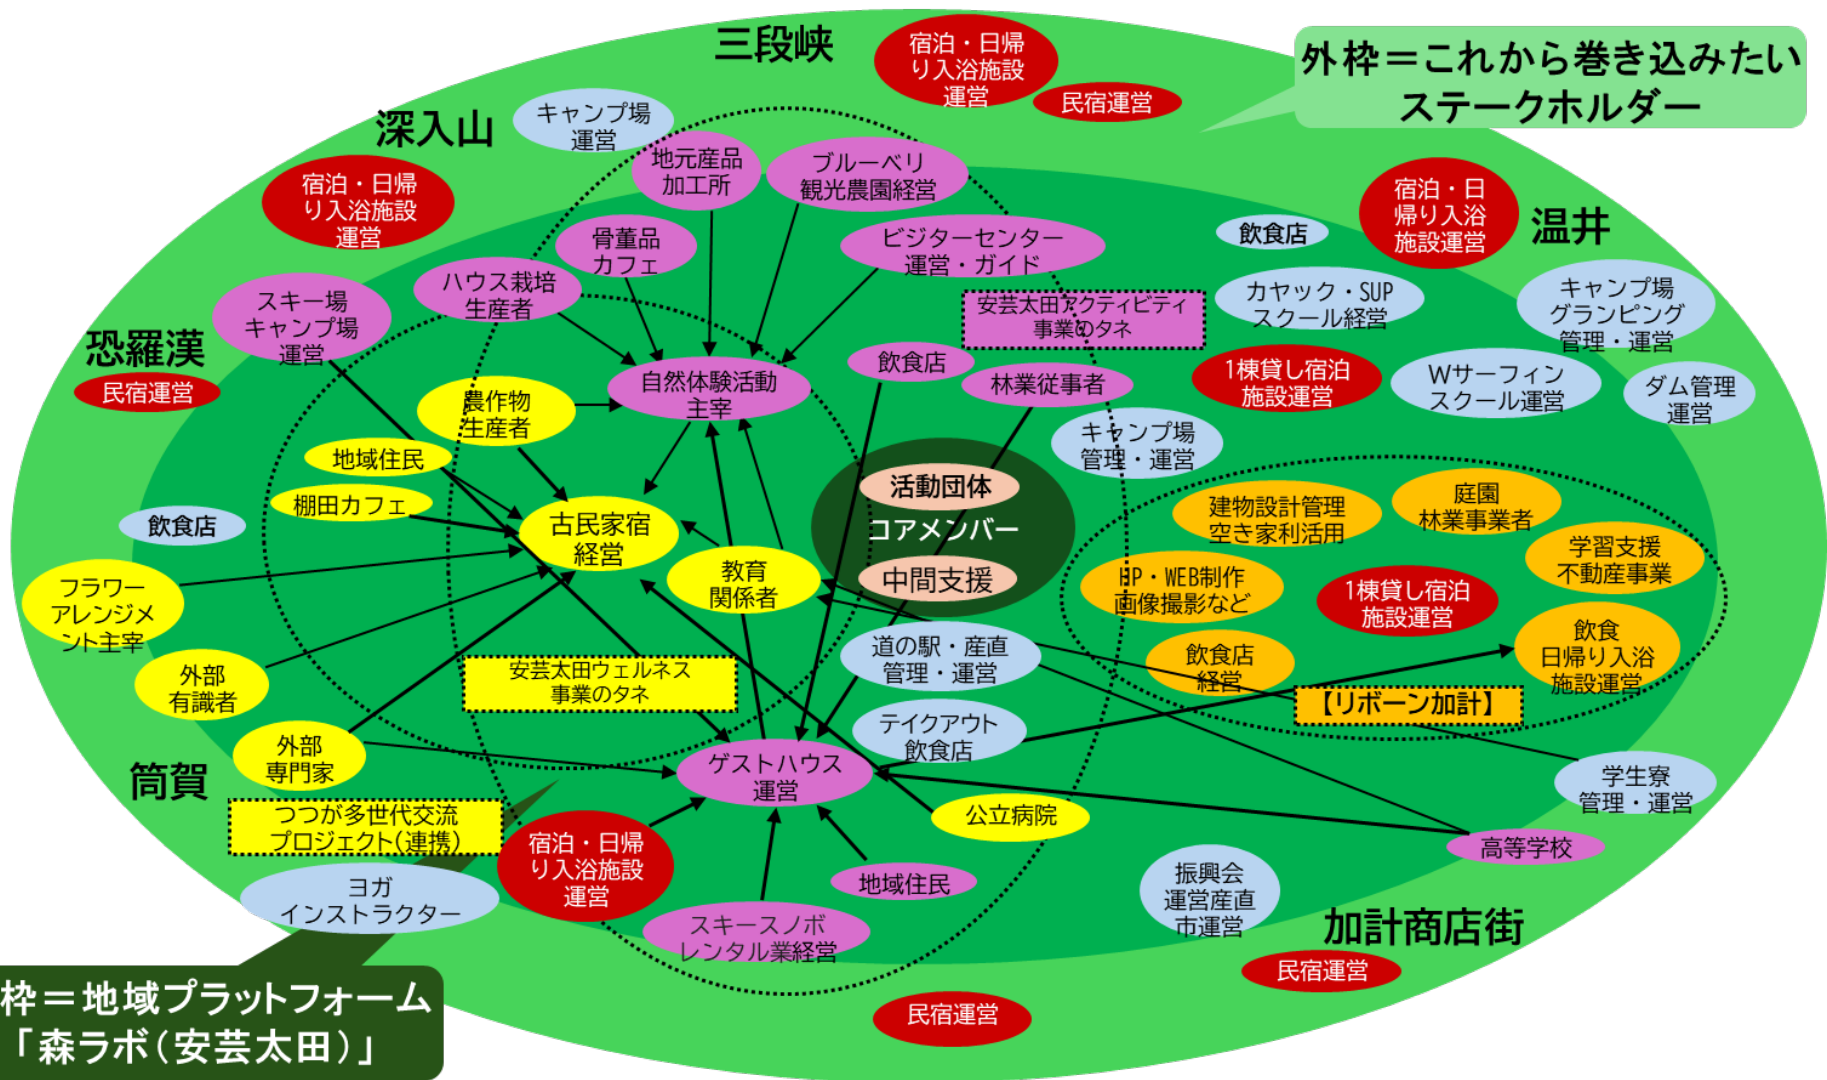 三段峡
宿泊・日帰
り入浴施設
運営
民宿運営
外枠＝これから巻き込みたい
ステークホルダー
深入山
キャンプ場
運営
地元産品
加工所
ブルーベリ
観光農園経営
宿泊・日帰
り入浴施設
運営
骨董品
カフェ
ビジターセンター
運営・ガイド
飲食店
宿泊・日
帰り入浴
施設運営
温井
ハウス栽培
生産者
スキー場
キャンプ場
運営
安芸太田アクティビティ
事業のタネ
カヤック・SUP
スクール経営
キャンプ場
グランピング
管理・運営
恐羅漢
民宿運営
自然体験活動
主宰
飲食店
林業従事者
1棟貸し宿泊
施設運営
Wサーフィン
スクール運営
ダム管理
運営
農作物
生産者
キャンプ場
管理・運営
地域住民
棚田カフェ
飲食店
古民家宿
経営
活動団体
コアメンバー
中間支援
建物設計管理
空き家利活用
庭園
林業事業者
学習支援
不動産事業
フラワー
アレンジメ
ント主宰
教育
関係者
HP・WEB制作
画像撮影など
1棟貸し宿泊
施設運営
外部
有識者
安芸太田ウェルネス
事業のタネ
道の駅・産直
管理・運営
飲食店
経営
飲食
日帰り入浴
施設運営
【リボーン加計】
テイクアウト
飲食店
外部
専門家
筒賀
ゲストハウス
運営
学生寮
管理・運営
つつが多世代交流
プロジェクト(連携)
公立病院
宿泊・日帰
り入浴施設
運営
高等学校
ヨガ
インストラクター
地域住民
振興会
運営産直
市運営
スキースノボ
レンタル業経営
加計商店街
民宿運営
民宿運営
枠＝地域プラットフォーム
「森ラボ（安芸太田）」